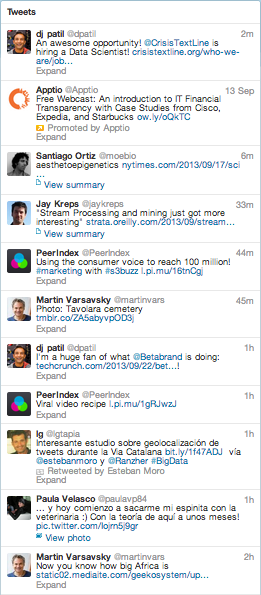 Tweets
dj patil @dpatil 2m
An awesome opportunity! @CrisisTextLine is
hiring a Data Scientist! crisistextline.org/who-we-
are/job...
Expand
Apptio @Apptio 13 Sep
Free Webcast: An introduction to IT Financial
Transparency with Case Studies from Cisco,
Expedia, and Starbucks ow.ly/oQkTC
Promoted by Apptio
Expand
Santiago Ortiz @moebio 6m
aesthetoepigenetics nytimes.com/2013/09/17/sci
...
View summary
Jay Kreps @jaykreps 33m
"Stream Processing and mining just got more
interesting" strata.oreilly.com/2013/09/stream...
View summary
PeerIndex @PeerIndex 44m
Using the consumer voice to reach 100 million!
#marketing with #s3buzz l.pi.mu/16tnCgj
Expand
Martin Varsavsky @martinvars 45m
Photo: Tavolara cemetery
tmblr.co/ZA5abyvpOD3j
Expand
dj patil @dpatil 1h
I'm a huge fan of what @Betabrand is doing:
techcrunch.com/2013/09/22/bet...!
Expand
PeerIndex @PeerIndex 1h
Viral video recipe l.pi.mu/1gRJwzJ
Expand
Ig @lgtapia 1h
Interesante estudio sobre geolocalización de
tweets durante la Via Catalana bit.ly/1f47ADJ vía
@estebanmoro y @Ranzher #BigData
Retweeted by Esteban Moro
Expand
Paula Velasco @paulavp84 1h
... y hoy comienzo a sacarme mi espinita con la
veterinaria :) Con la teoría de aquí a unos meses!
pic.twitter.com/lojrn5j9gr
View photo
Martin Varsavsky @martinvars 2h
Now you know how big Africa is
static02.mediaite.com/geekosystem/up...
Expand